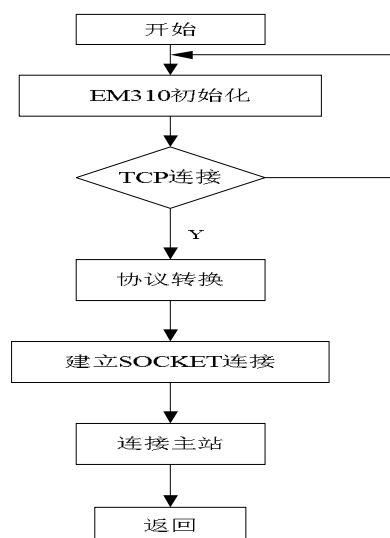 开始
EM310初始化
TCP连接
Y
协议转换
建立SOCKET连接
连接主站
返回